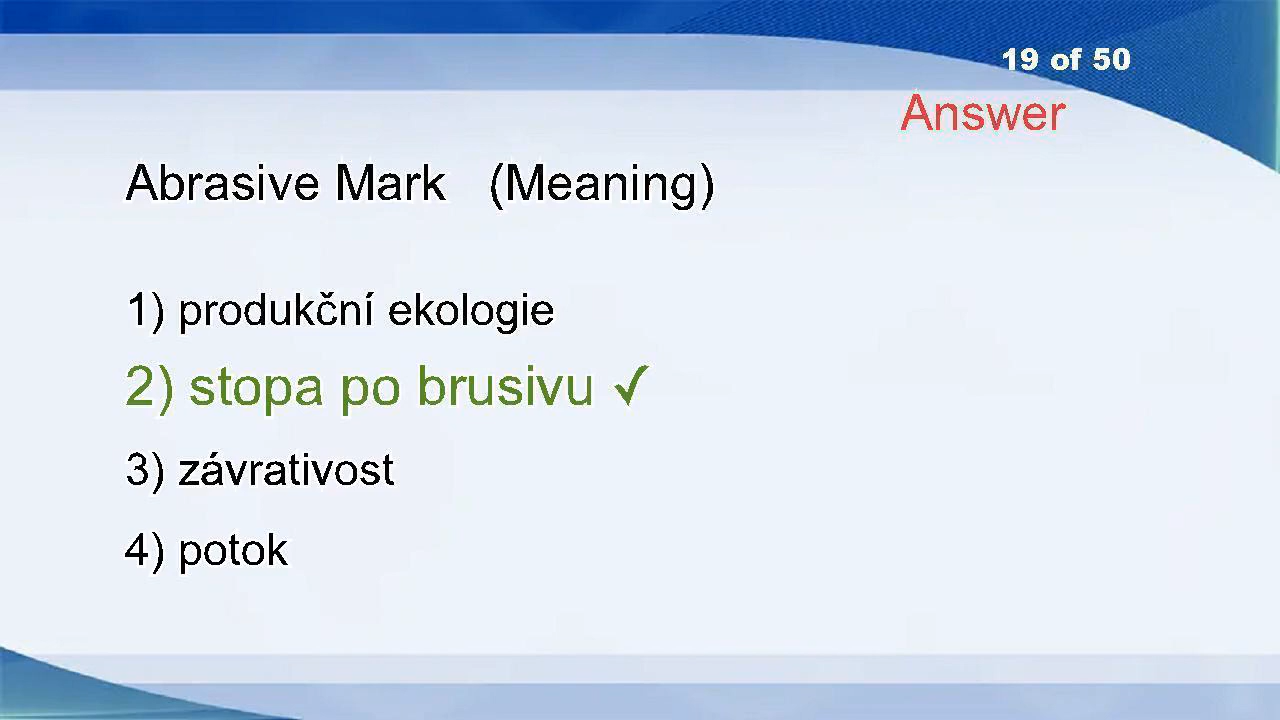 19 of 50
Answer
Abrasive Mark (Meaning)
1) produkční ekologie
2) stopa po brusivu ✓
3) závrativost
4) potok